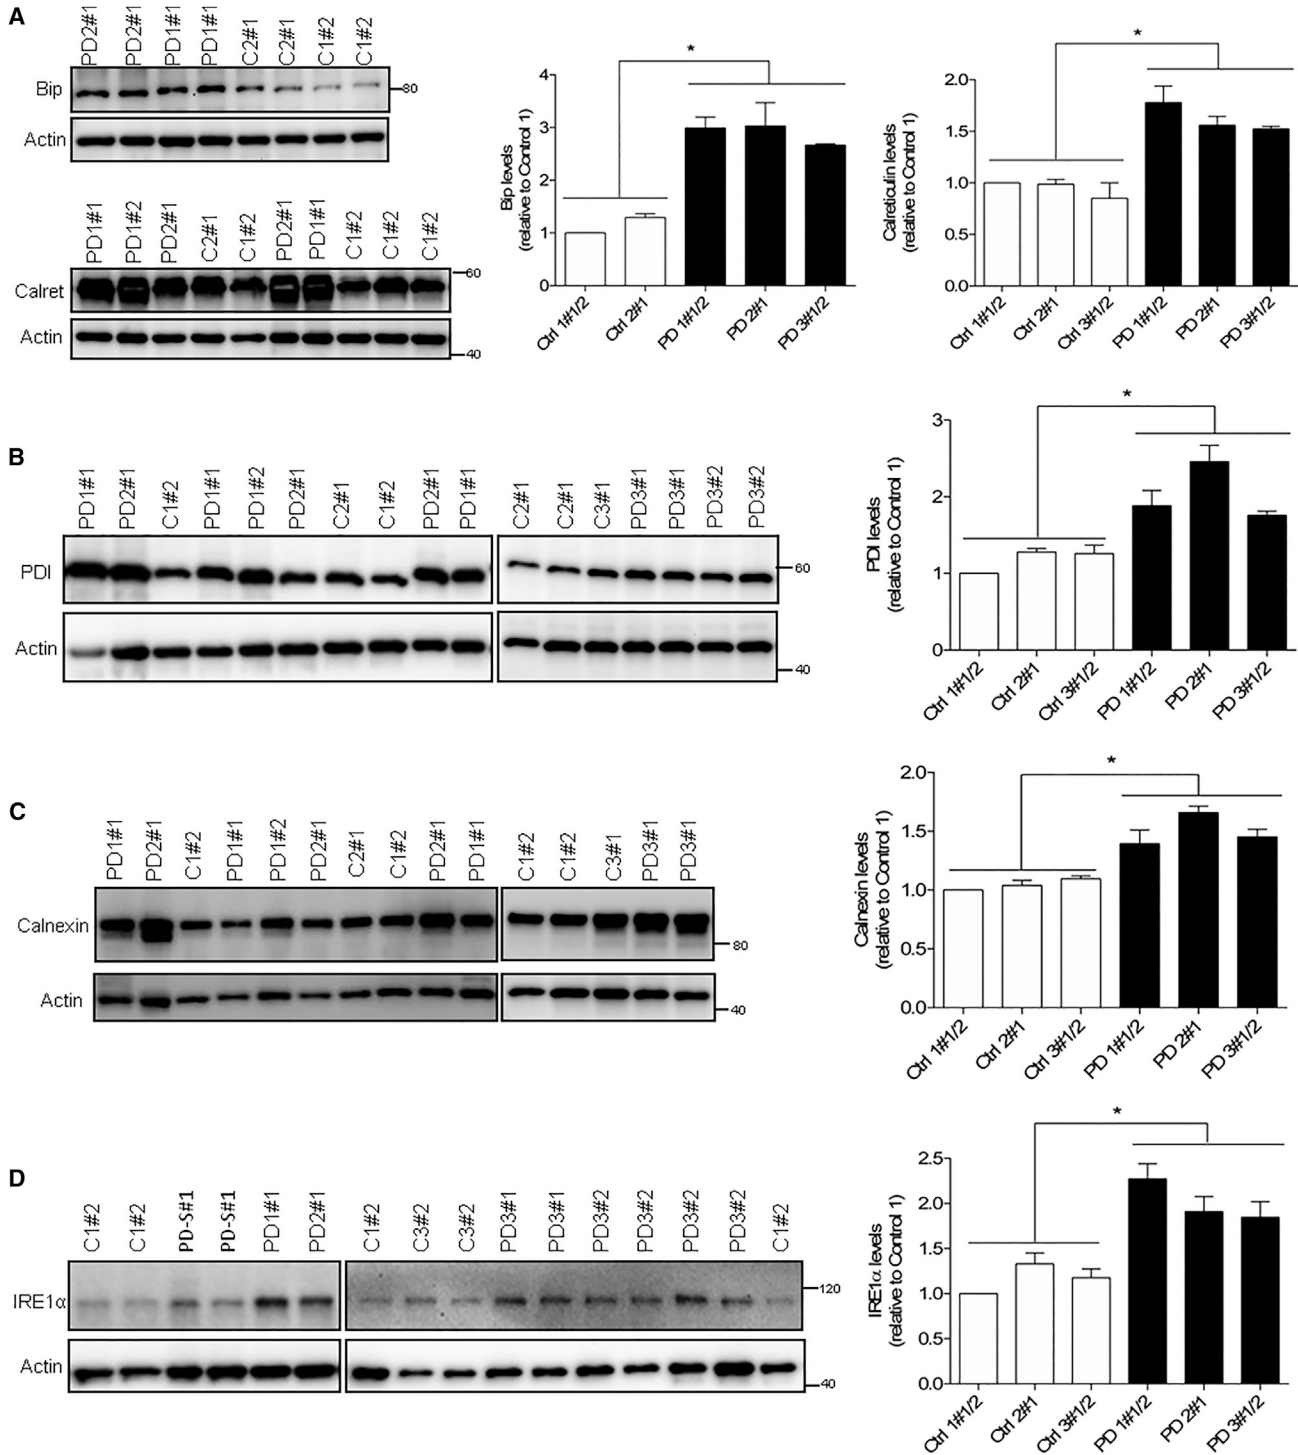 A
PD2#1 PD2#1 PD1#1 PD1#1 C2#1 C2#1 C1#2 C1#2
Bip
80
Actin
PD1#1 PD1#2 PD2#1 C2#1 C1#2 PD2#1 PD1#1 C1#2 C1#2 C1#2
Calret
60
Actin
40
*
Bip levels
(relative to Control 1)
4
3
2
1
0
Ctrl 1#1/2 Ctrl 2#1 PD 1#1/2 PD 2#1 PD 3#1/2
*
Calreticulin levels
(relative to Control 1)
2.0
1.5
1.0
0.5
0.0
Ctrl 1#1/2 Ctrl 2#1 Ctrl 3#1/2 PD 1#1/2 PD 2#1 PD 3#1/2
B
PD1#1 PD2#1 C1#2 PD1#1 PD1#2 PD2#1 C2#1 C1#2 PD2#1 PD1#1
C2#1 C2#1 C3#1 PD3#1 PD3#1 PD3#2 PD3#2
PDI
60
Actin
40
*
PDI levels
(relative to Control 1)
3
2
1
0
Ctrl 1#1/2 Ctrl 2#1 Ctrl 3#1/2 PD 1#1/2 PD 2#1 PD 3#1/2
C
PD1#1 PD2#1 C1#2 PD1#1 PD1#2 PD2#1 C2#1 C1#2 PD2#1 PD1#1
C1#2 C1#2 C3#1 PD3#1 PD3#1
Calnexin
80
Actin
40
*
Calnexin levels
(relative to Control 1)
2.0
1.5
1.0
0.5
0.0
Ctrl 1#1/2 Ctrl 2#1 Ctrl 3#1/2 PD 1#1/2 PD 2#1 PD 3#1/2
D
C1#2 C1#2 PD-S#1 PD-S#1 PD1#1 PD2#1
C1#2 C3#2 C3#2 PD3#1 PD3#1 PD3#2 PD3#2 PD3#2 PD3#2 C1#2
IRE1α
120
Actin
40
*
IRE1α levels
(relative to Control 1)
2.5
2.0
1.5
1.0
0.5
0.0
Ctrl 1#1/2 Ctrl 2#1 Ctrl 3#1/2 PD 1#1/2 PD 2#1 PD 3#1/2